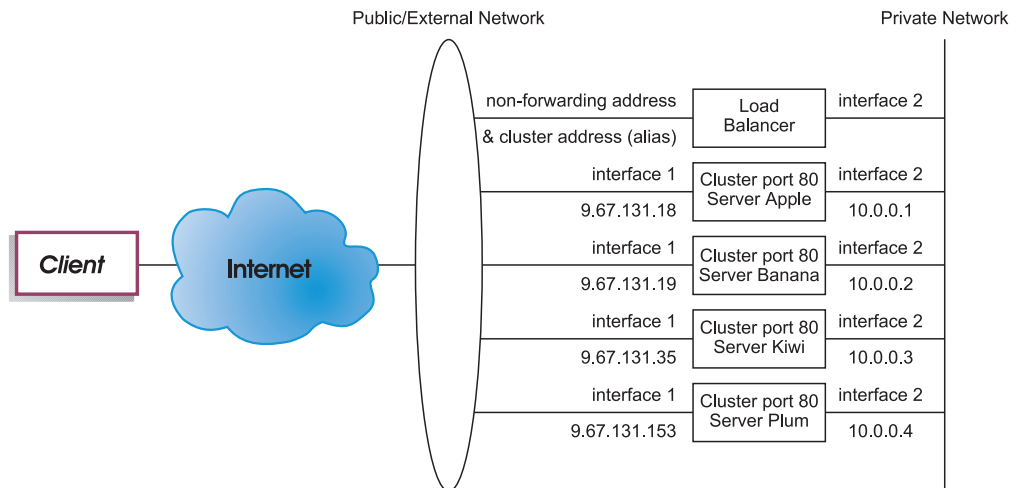 Public/External Network
Private Network
non-forwarding address
& cluster address (alias)
Load
Balancer
interface 2
interface 1
9.67.131.18
Cluster port 80
Server Apple
interface 2
10.0.0.1
Client
Internet
interface 1
9.67.131.19
Cluster port 80
Server Banana
interface 2
10.0.0.2
interface 1
9.67.131.35
Cluster port 80
Server Kiwi
interface 2
10.0.0.3
interface 1
9.67.131.153
Cluster port 80
Server Plum
interface 2
10.0.0.4